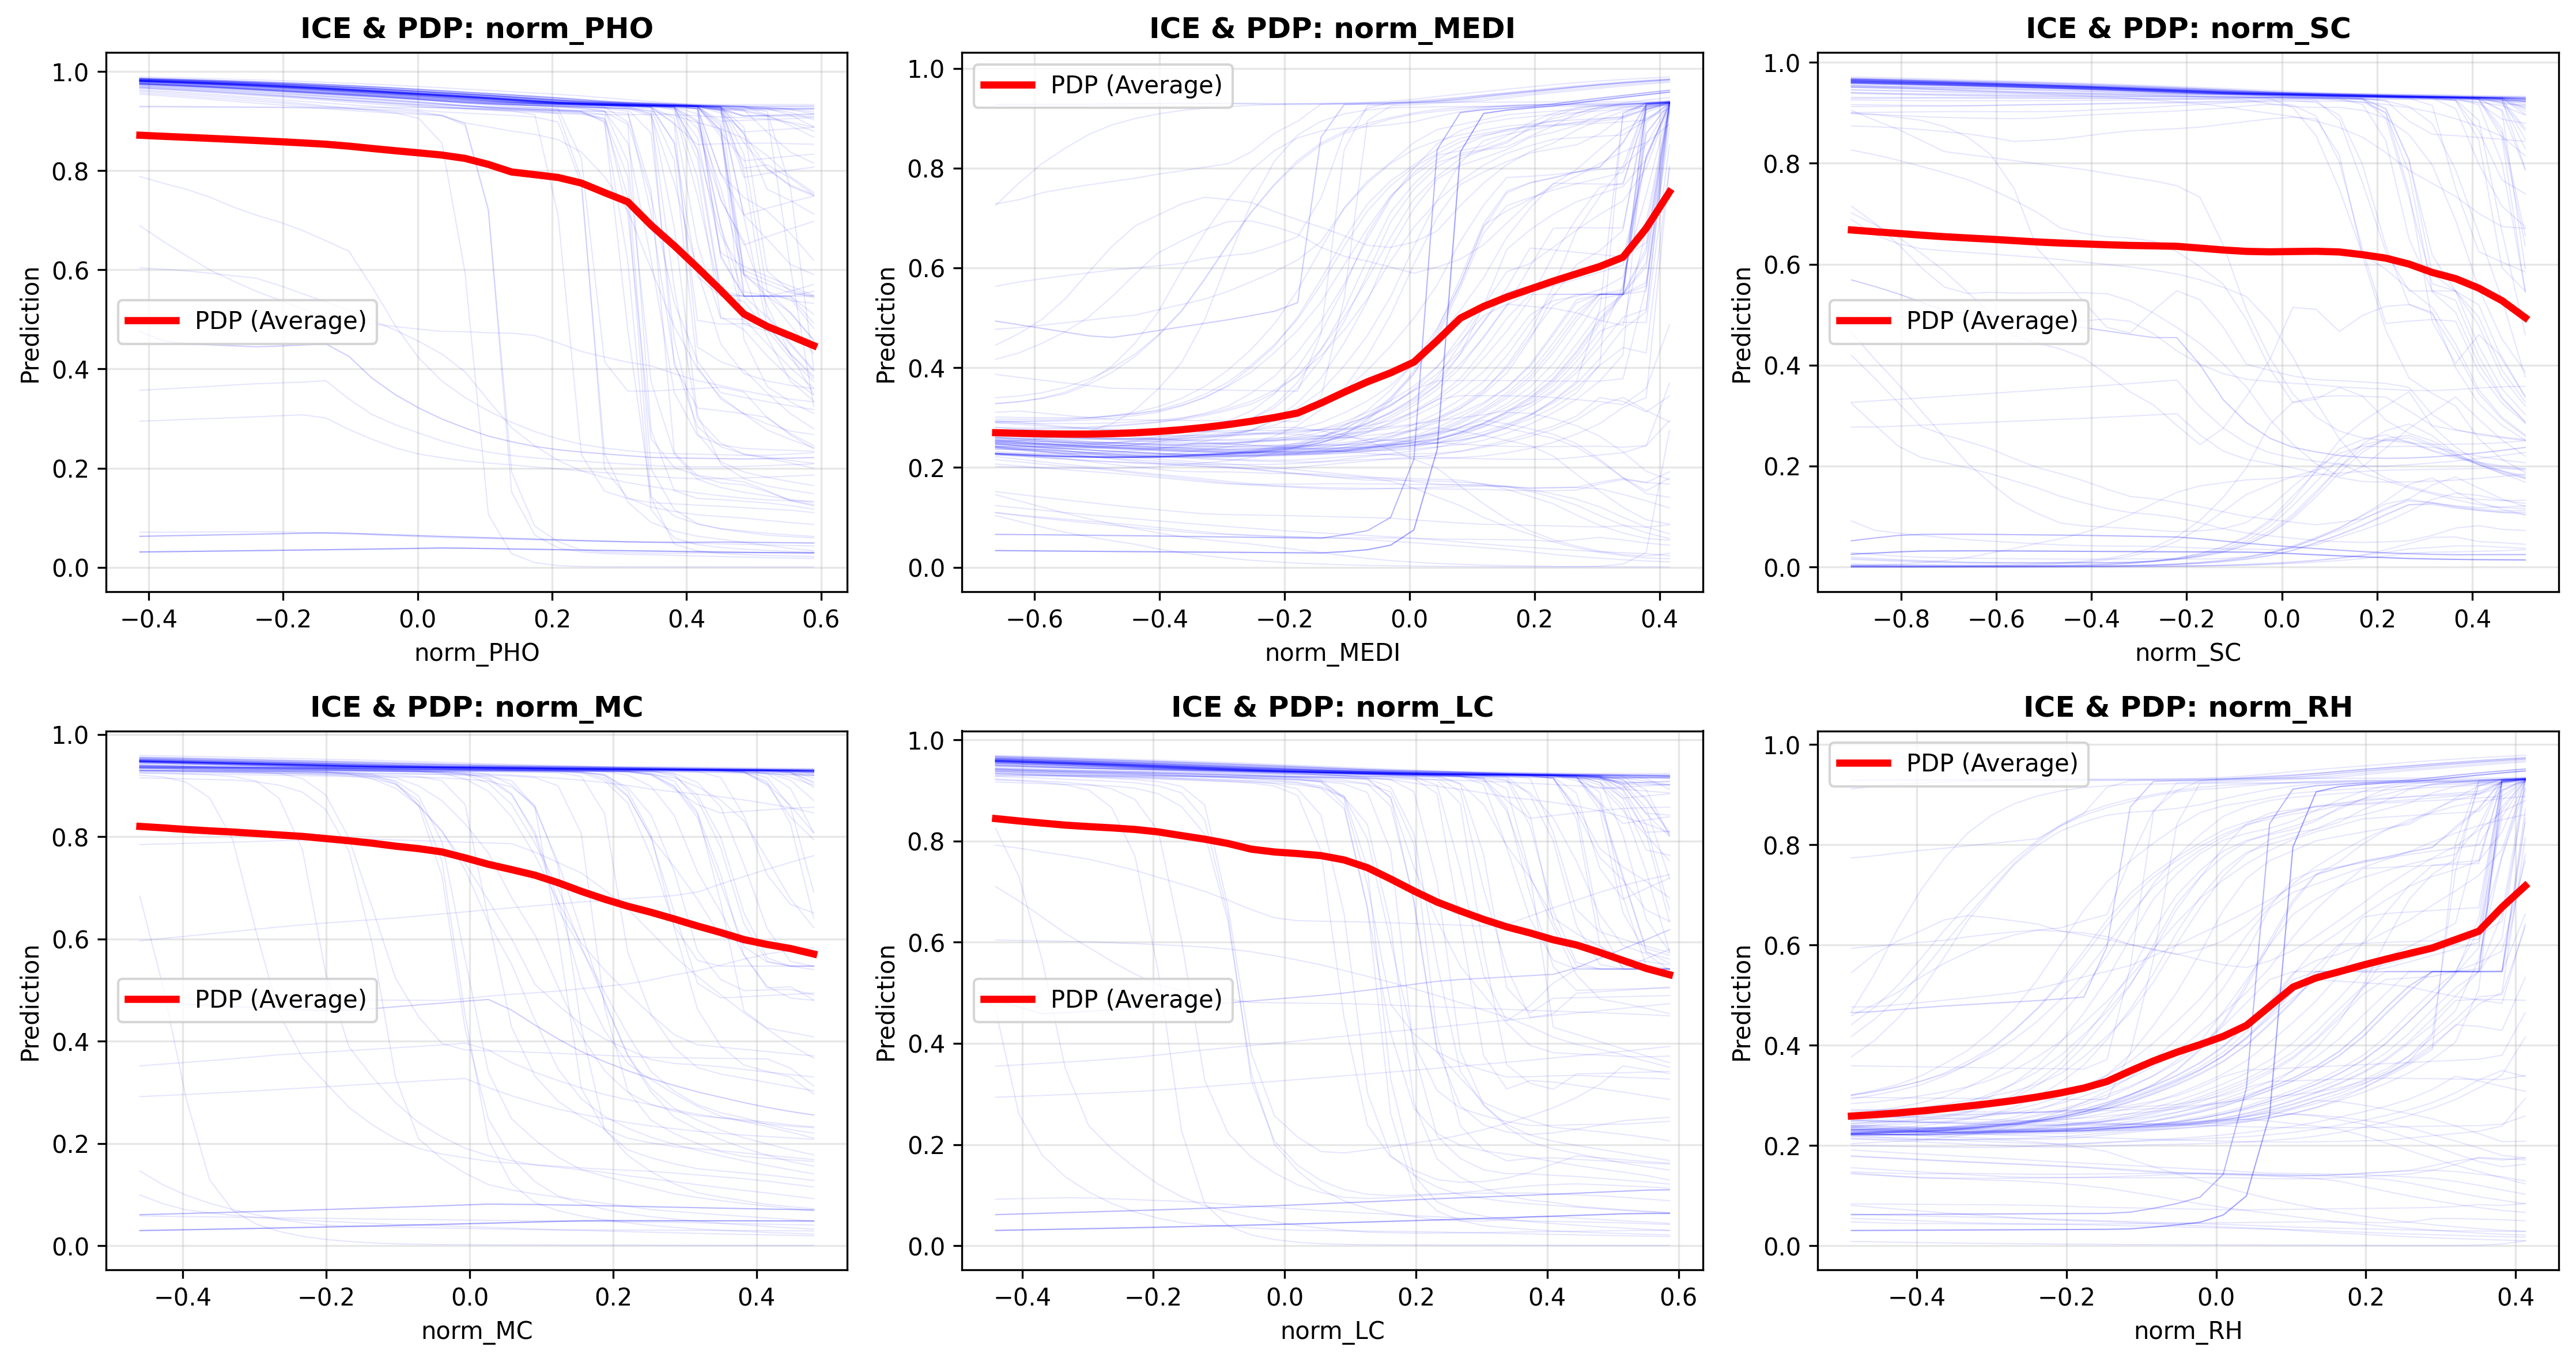 ICE & PDP: norm_PHO
1.0
0.8
0.6
0.4
0.2
0.0
Prediction
PDP (Average)
−0.4 −0.2 0.0 0.2 0.4 0.6
norm_PHO
ICE & PDP: norm_MEDI
1.0
0.8
0.6
0.4
0.2
0.0
Prediction
PDP (Average)
−0.6 −0.4 −0.2 0.0 0.2 0.4
norm_MEDI
ICE & PDP: norm_SC
1.0
0.8
0.6
0.4
0.2
0.0
Prediction
PDP (Average)
−0.8 −0.6 −0.4 −0.2 0.0 0.2 0.4
norm_SC
ICE & PDP: norm_MC
1.0
0.8
0.6
0.4
0.2
0.0
Prediction
PDP (Average)
−0.4 −0.2 0.0 0.2 0.4
norm_MC
ICE & PDP: norm_LC
1.0
0.8
0.6
0.4
0.2
0.0
Prediction
PDP (Average)
−0.4 −0.2 0.0 0.2 0.4 0.6
norm_LC
ICE & PDP: norm_RH
1.0
0.8
0.6
0.4
0.2
0.0
Prediction
PDP (Average)
−0.4 −0.2 0.0 0.2 0.4
norm_RH